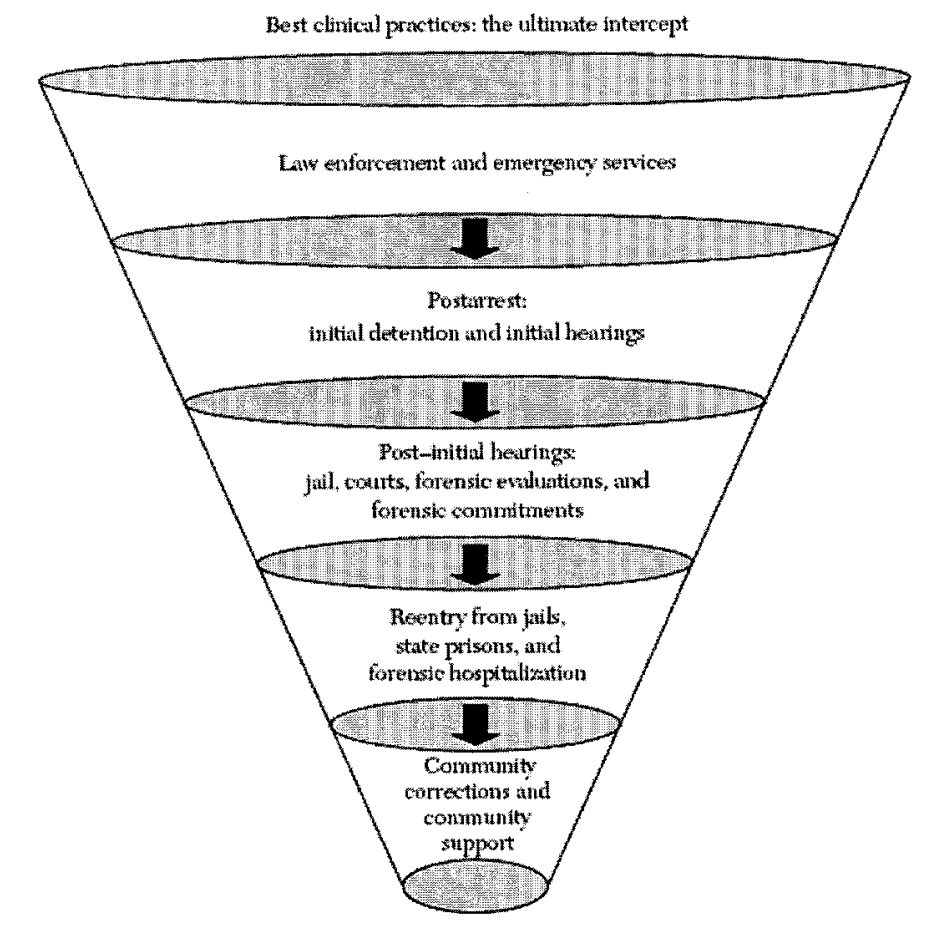 Best clinical practices: the ultimate intercept
Law enforcement and emergency services
Postarrest:
initial detention and initial hearings
Post–initial hearings:
jail, courts, forensic evaluations, and
forensic commitments
Reentry from jails,
state prisons, and
forensic hospitalization
Community
corrections and
community
support